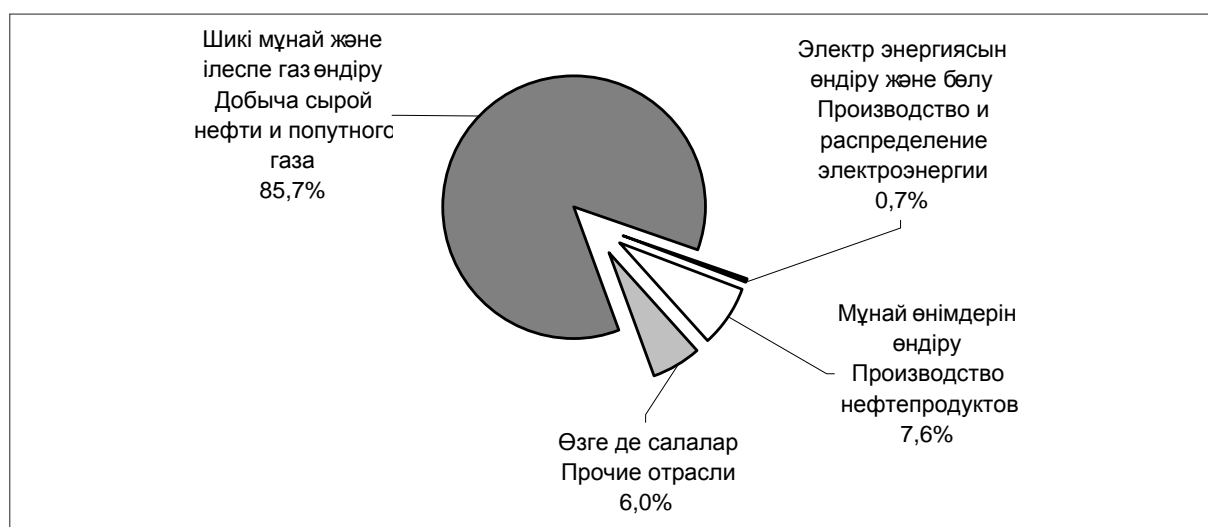 Шикі мұнай және
ілеспе газ өндіру
Добыча сырой
нефти и попутного
газа
85,7%
Электр энергиясын
өндіру және бөлу
Производство и
распределение
электроэнергии
0,7%
Мұнай өнімдерін
өндіру
Производство
нефтепродуктов
7,6%
Өзге де салалар
Прочие отрасли
6,0%